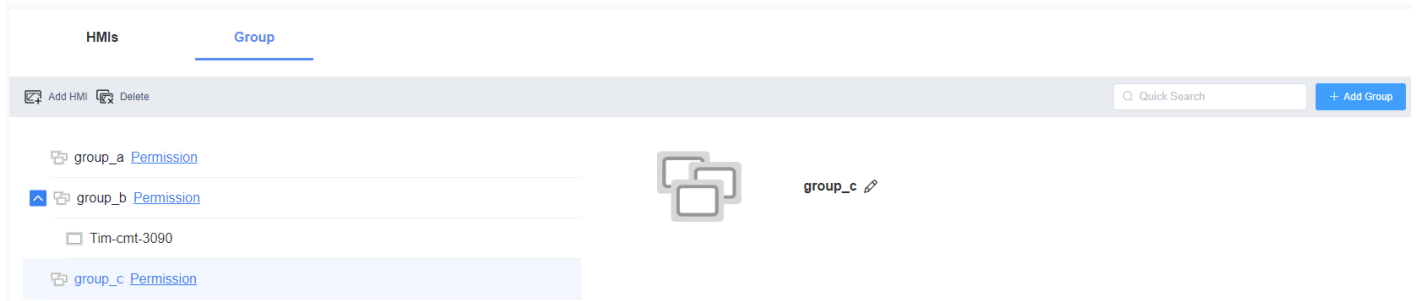 HMIs Group
Add HMI Delete Quick Search + Add Group
group_a Permission
group_b Permission
group_c
Tim-cmt-3090
group_c Permission